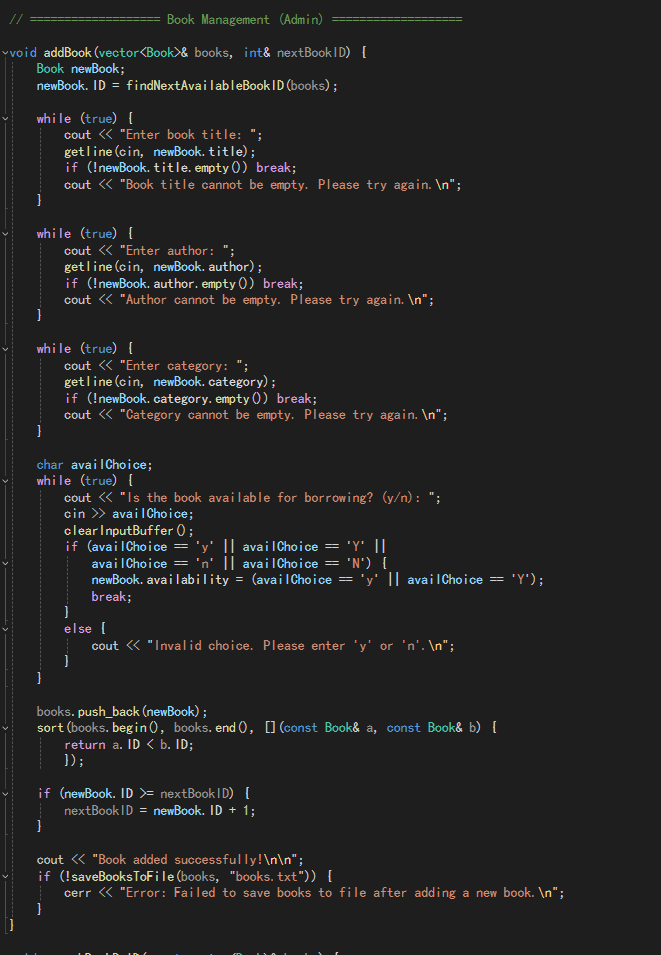 // =================== Book Management (Admin) ===================
void addBook(vector<Book>& books, int& nextBookID) {
    Book newBook;
    newBook.ID = findNextAvailableBookID(books);

    while (true) {
        cout << "Enter book title: ";
        getline(cin, newBook.title);
        if (!newBook.title.empty()) break;
        cout << "Book title cannot be empty. Please try again.\n";
    }

    while (true) {
        cout << "Enter author: ";
        getline(cin, newBook.author);
        if (!newBook.author.empty()) break;
        cout << "Author cannot be empty. Please try again.\n";
    }

    while (true) {
        cout << "Enter category: ";
        getline(cin, newBook.category);
        if (!newBook.category.empty()) break;
        cout << "Category cannot be empty. Please try again.\n";
    }

    char availChoice;
    while (true) {
        cout << "Is the book available for borrowing? (y/n): ";
        cin >> availChoice;
        clearInputBuffer();
        if (availChoice == 'y' || availChoice == 'Y' ||
            availChoice == 'n' || availChoice == 'N') {
            newBook.availability = (availChoice == 'y' || availChoice == 'Y');
            break;
        }
        else {
            cout << "Invalid choice. Please enter 'y' or 'n'.\n";
        }
    }

    books.push_back(newBook);
    sort(books.begin(), books.end(), [](const Book& a, const Book& b) {
        return a.ID < b.ID;
        });

    if (newBook.ID >= nextBookID) {
        nextBookID = newBook.ID + 1;
    }

    cout << "Book added successfully!\n\n";
    if (!saveBooksToFile(books, "books.txt")) {
        cerr << "Error: Failed to save books to file after adding a new book.\n";
    }
}